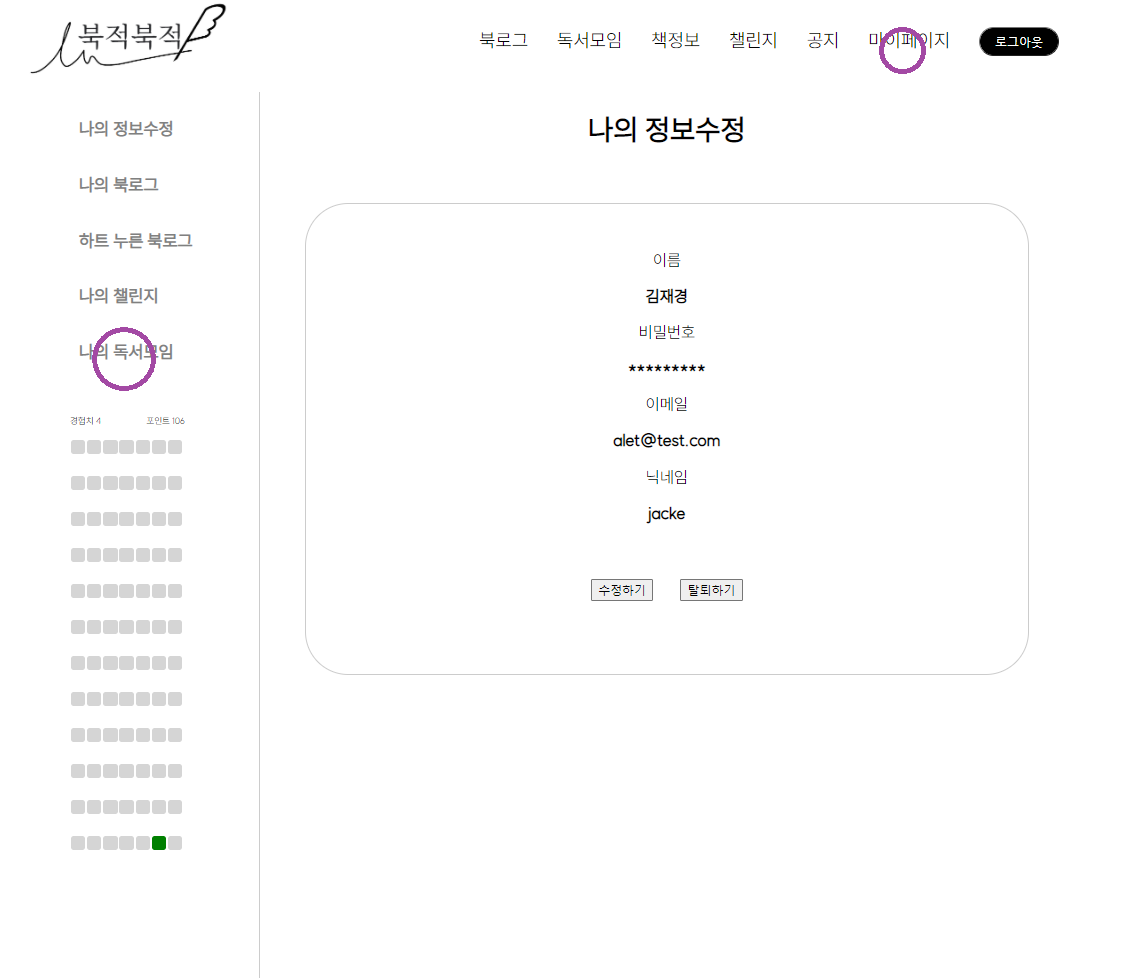 북적북적
북로그 독서모임 책정보 챌린지 공지 마이페이지 로그아웃
나의 정보수정
나의 북로그
하트 누른 북로그
나의 챌린지
나의 독서모임
경험치 4 포인트 106
나의 정보수정
이름
김재경
비밀번호
*********
이메일
alet@test.com
닉네임
jacke
수정하기 탈퇴하기